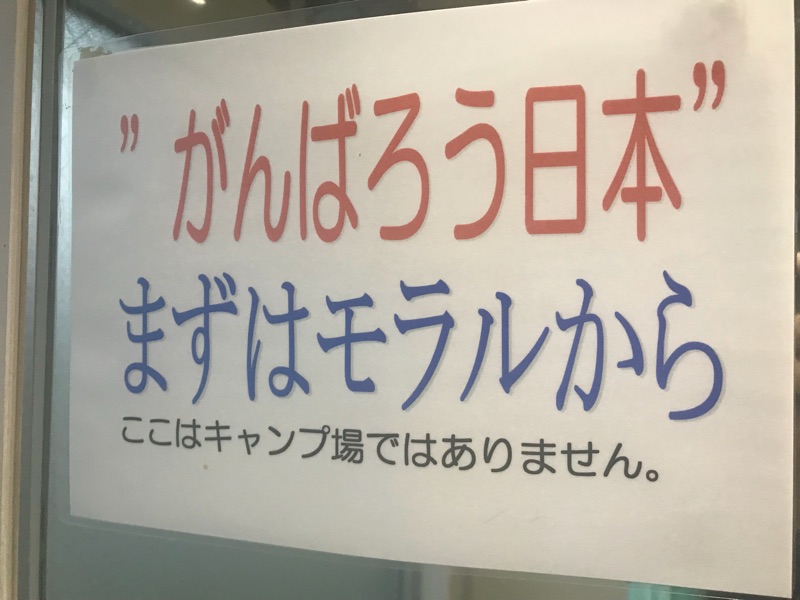 ”がんばろう日本”
まずはモラルから
ここはキャンプ場ではありません。